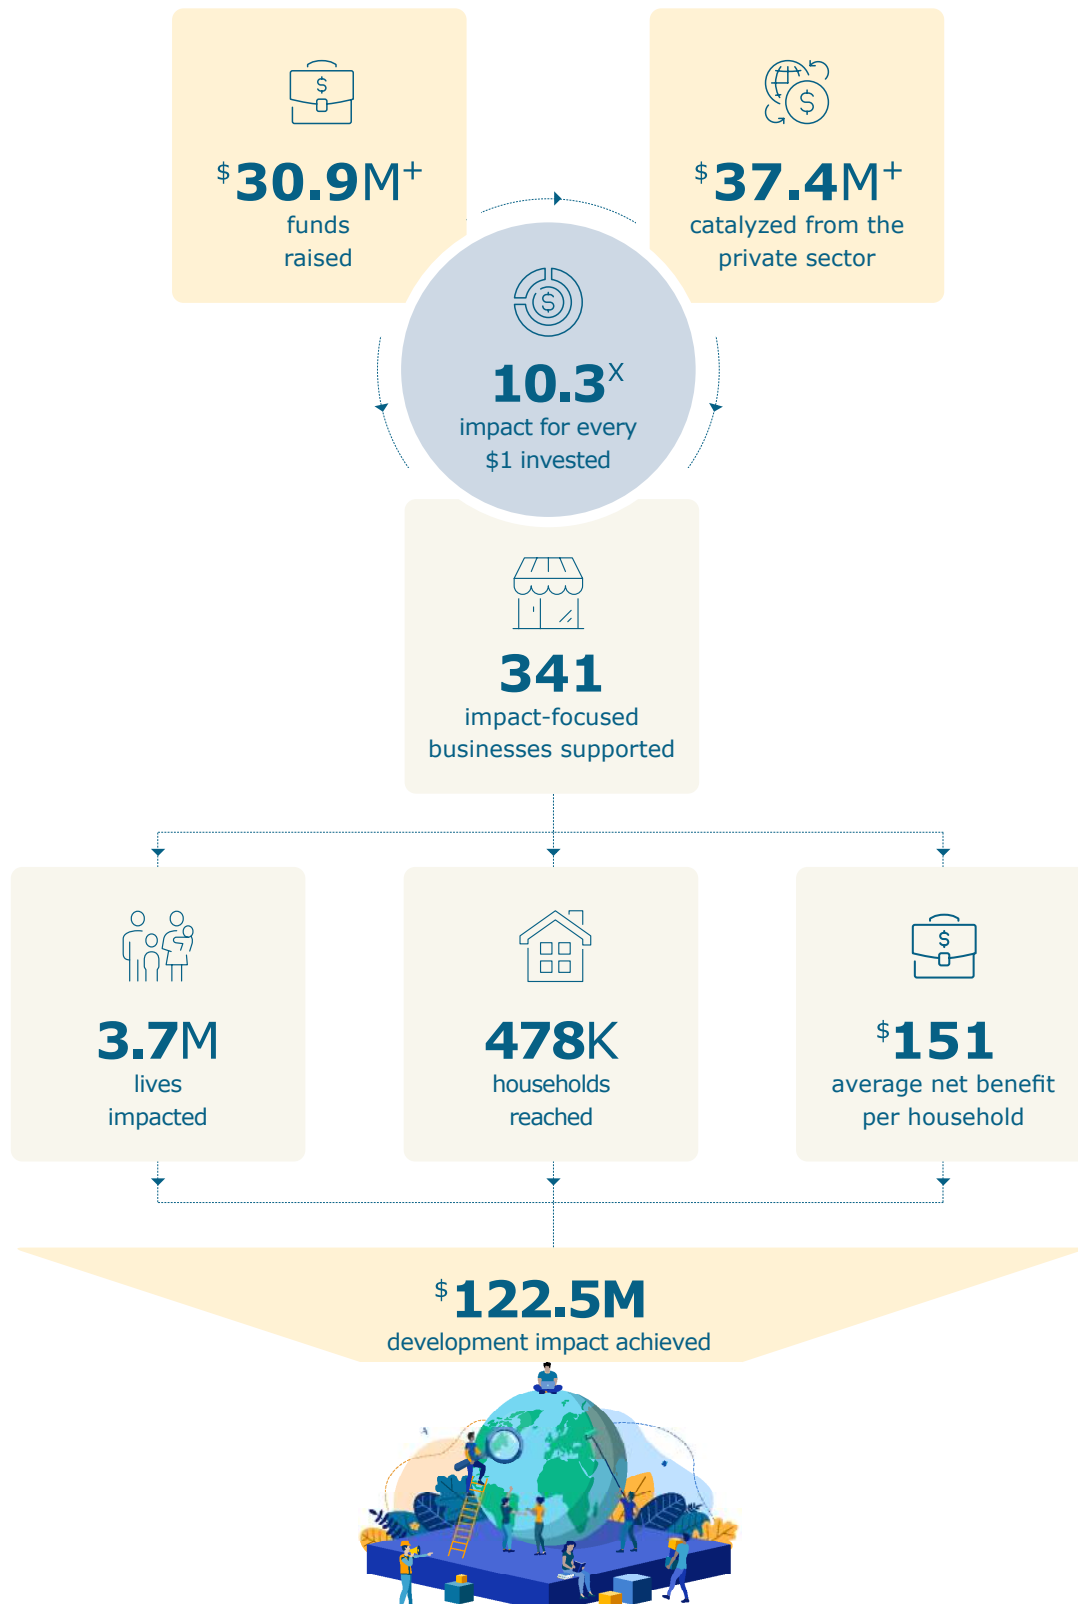 $30.9M+
funds
raised
$37.4M+
catalyzed from the
private sector
10.3X
impact for every
$1 invested
341
impact-focused
businesses supported
3.7M
lives
impacted
478K
households
reached
$151
average net benefit
per household
$122.5M
development impact achieved